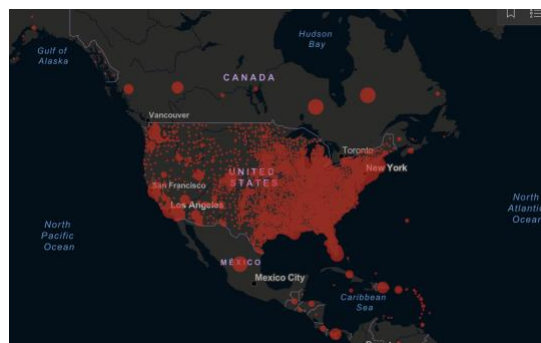 Hudson
Bay
Gulf of
Alaska
CANADA
Vancouver
Toronto
New York
UNITED
STATES
San Francisco
Los Angeles
North
Atlantic
Ocean
North
Pacific
Ocean
MÉXICO
Mexico City
Caribbean
Sea